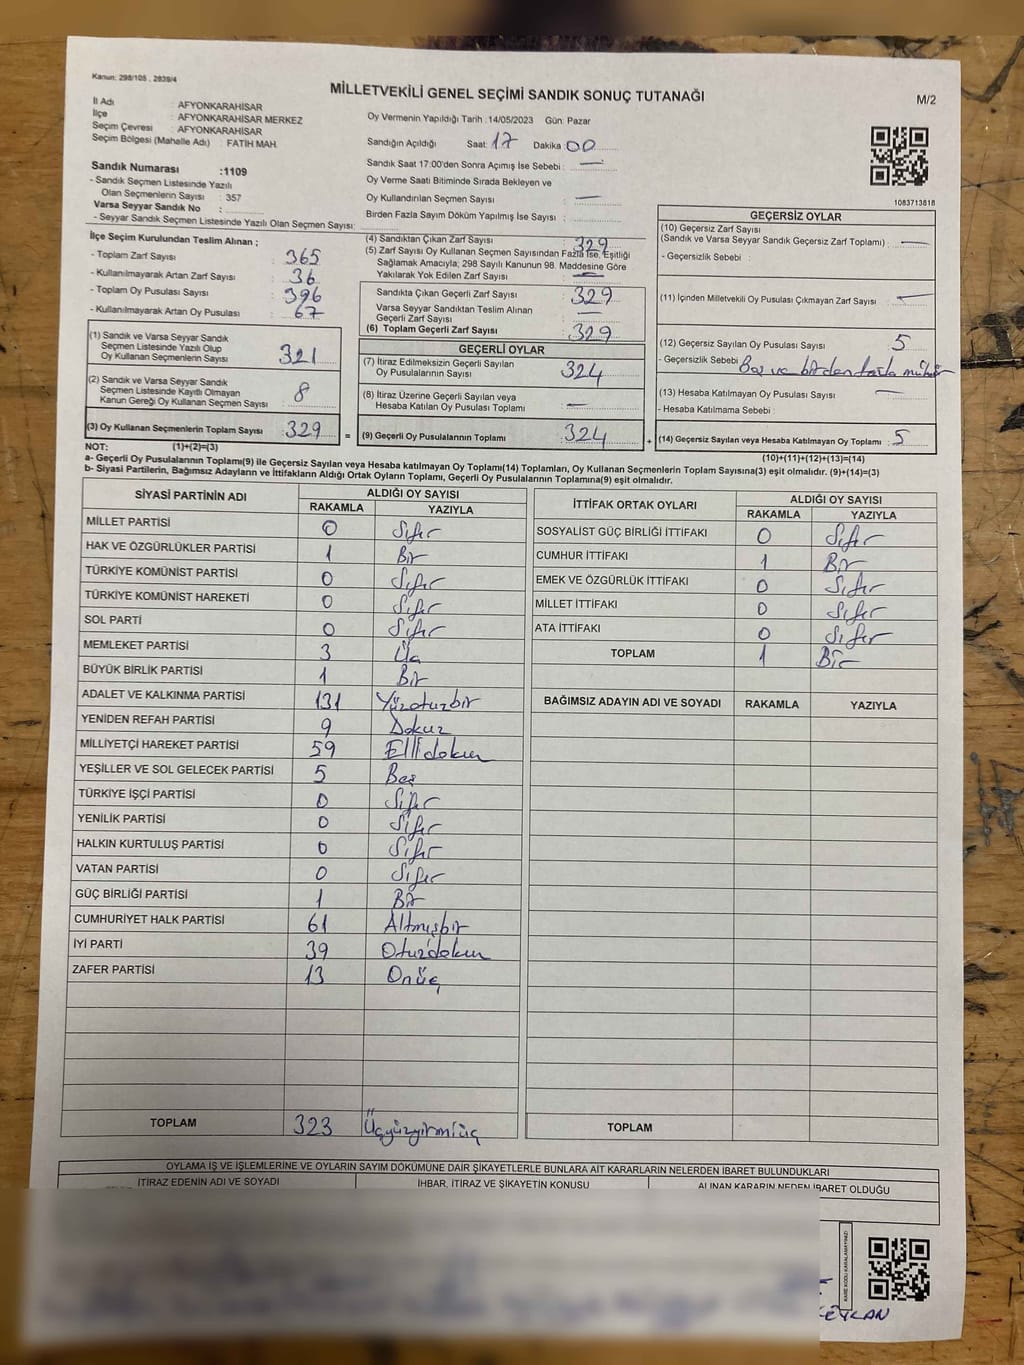 Kanun: 298/105 , 2839/4
MİLLETVEKİLİ GENEL SEÇİMİ SANDIK SONUÇ TUTANAĞI
M/2
İl Adı : AFYONKARAHİSAR
İlçe : AFYONKARAHİSAR MERKEZ
Seçim Çevresi : AFYONKARAHİSAR
Seçim Bölgesi (Mahalle Adı) : FATİH MAH.
Oy Vermenin Yapıldığı Tarih :14/05/2023 Gün: Pazar
Sandığın Açıldığı Saat: 17 Dakika 00
Sandık Saat 17:00'den Sonra Açımış İse Sebebi : —
Oy Verme Saati Bitiminde Sırada Bekleyen ve
Oy Kullandırılan Seçmen Sayısı : —
Birden Fazla Sayım Döküm Yapılmış İse Sayısı :
1083713818
Sandık Numarası :1109
- Sandık Seçmen Listesinde Yazılı
Olan Seçmenlerin Sayısı : 357
Varsa Seyyar Sandık No :
- Seyyar Sandık Seçmen Listesinde Yazılı Olan Seçmen Sayısı:
İlçe Seçim Kurulundan Teslim Alınan ;
- Toplam Zarf Sayısı : 365
- Kullanılmayarak Artan Zarf Sayısı : 36
- Toplam Oy Pusulası Sayısı : 396
- Kullanılmayarak Artan Oy Pusulası : 67
(1) Sandık ve Varsa Seyyar Sandık
Seçmen Listesinde Yazılı Olup
Oy Kullanan Seçmenlerin Sayısı : 321
(2) Sandık ve Varsa Seyyar Sandık
Seçmen Listesinde Kayıtlı Olmayan
Kanun Gereği Oy Kullanan Seçmen Sayısı : 8
(3) Oy Kullanan Seçmenlerin Toplam Sayısı : 329 =
(4) Sandıktan Çıkan Zarf Sayısı : 329
(5) Zarf Sayısı Oy Kullanan Seçmen Sayısından Fazla İse, Eşitliği
Sağlamak Amacıyla; 298 Sayılı Kanunun 98. Maddesine Göre
Yakılarak Yok Edilen Zarf Sayısı : —
Sandıkta Çıkan Geçerli Zarf Sayısı : 329
Varsa Seyyar Sandıktan Teslim Alınan
Geçerli Zarf Sayısı : —
(6) Toplam Geçerli Zarf Sayısı : 329
GEÇERLİ OYLAR
(7) İtiraz Edilmeksizin Geçerli Sayılan
Oy Pusulalarının Sayısı : 324
(8) İtiraz Üzerine Geçerli Sayılan veya
Hesaba Katılan Oy Pusulası Toplamı : —
(9) Geçerli Oy Pusulalarının Toplamı : 324 +
GEÇERSİZ OYLAR
(10) Geçersiz Zarf Sayısı
(Sandık ve Varsa Seyyar Sandık Geçersiz Zarf Toplamı) : —
- Geçersizlik Sebebi :
(11) İçinden Milletvekili Oy Pusulası Çıkmayan Zarf Sayısı : —
(12) Geçersiz Sayılan Oy Pusulası Sayısı : 5
- Geçersizlik Sebebi : Boş ve birden fazla mühür
(13) Hesaba Katılmayan Oy Pusulası Sayısı : —
- Hesaba Katılmama Sebebi :
(14) Geçersiz Sayılan veya Hesaba Katılmayan Oy Toplamı : 5
NOT: (1)+(2)=(3)
(10)+(11)+(12)+(13)=(14)
a- Geçerli Oy Pusulalarının Toplamı(9) ile Geçersiz Sayılan veya Hesaba katılmayan Oy Toplamı(14) Toplamları, Oy Kullanan Seçmenlerin Toplam Sayısına(3) eşit olmalıdır. (9)+(14)=(3)
b- Siyasi Partilerin, Bağımsız Adayların ve İttifakların Aldığı Ortak Oyların Toplamı, Geçerli Oy Pusulalarının Toplamına(9) eşit olmalıdır.
SİYASİ PARTİNİN ADI ALDIĞI OY SAYISI
RAKAMLA YAZIYLA
MİLLET PARTİSİ 0 Sıfır
HAK VE ÖZGÜRLÜKLER PARTİSİ 1 Bir
TÜRKİYE KOMÜNİST PARTİSİ 0 Sıfır
TÜRKİYE KOMÜNİST HAREKETİ 0 Sıfır
SOL PARTİ 0 Sıfır
MEMLEKET PARTİSİ 3 Üç
BÜYÜK BİRLİK PARTİSİ 1 Bir
ADALET VE KALKINMA PARTİSİ 131 Yüzotuzbir
YENİDEN REFAH PARTİSİ 9 Dokuz
MİLLİYETÇİ HAREKET PARTİSİ 59 Ellidokuz
YEŞİLLER VE SOL GELECEK PARTİSİ 5 Beş
TÜRKİYE İŞÇİ PARTİSİ 0 Sıfır
YENİLİK PARTİSİ 0 Sıfır
HALKIN KURTULUŞ PARTİSİ 0 Sıfır
VATAN PARTİSİ 0 Sıfır
GÜÇ BİRLİĞİ PARTİSİ 1 Bir
CUMHURİYET HALK PARTİSİ 61 Altmışbir
İYİ PARTİ 39 Otuzdokuz
ZAFER PARTİSİ 13 Onüç
TOPLAM 323 Üçyüzyirmiüç
İTTİFAK ORTAK OYLARI ALDIĞI OY SAYISI
RAKAMLA YAZIYLA
SOSYALİST GÜÇ BİRLİĞİ İTTİFAKI 0 Sıfır
CUMHUR İTTİFAKI 1 Bir
EMEK VE ÖZGÜRLÜK İTTİFAKI 0 Sıfır
MİLLET İTTİFAKI 0 Sıfır
ATA İTTİFAKI 0 Sıfır
TOPLAM 1 Bir
BAĞIMSIZ ADAYIN ADI VE SOYADI RAKAMLA YAZIYLA
TOPLAM
OYLAMA İŞ VE İŞLEMLERİNE VE OYLARIN SAYIM DÖKÜMÜNE DAİR ŞİKAYETLERLE BUNLARA AİT KARARLARIN NELERDEN İBARET BULUNDUKLARI
İTİRAZ EDENİN ADI VE SOYADI İHBAR, İTİRAZ VE ŞİKAYETİN KONUSU ALINAN KARARIN NEDEN İBARET OLDUĞU
KARE KODU KARALAMAYINIZ!